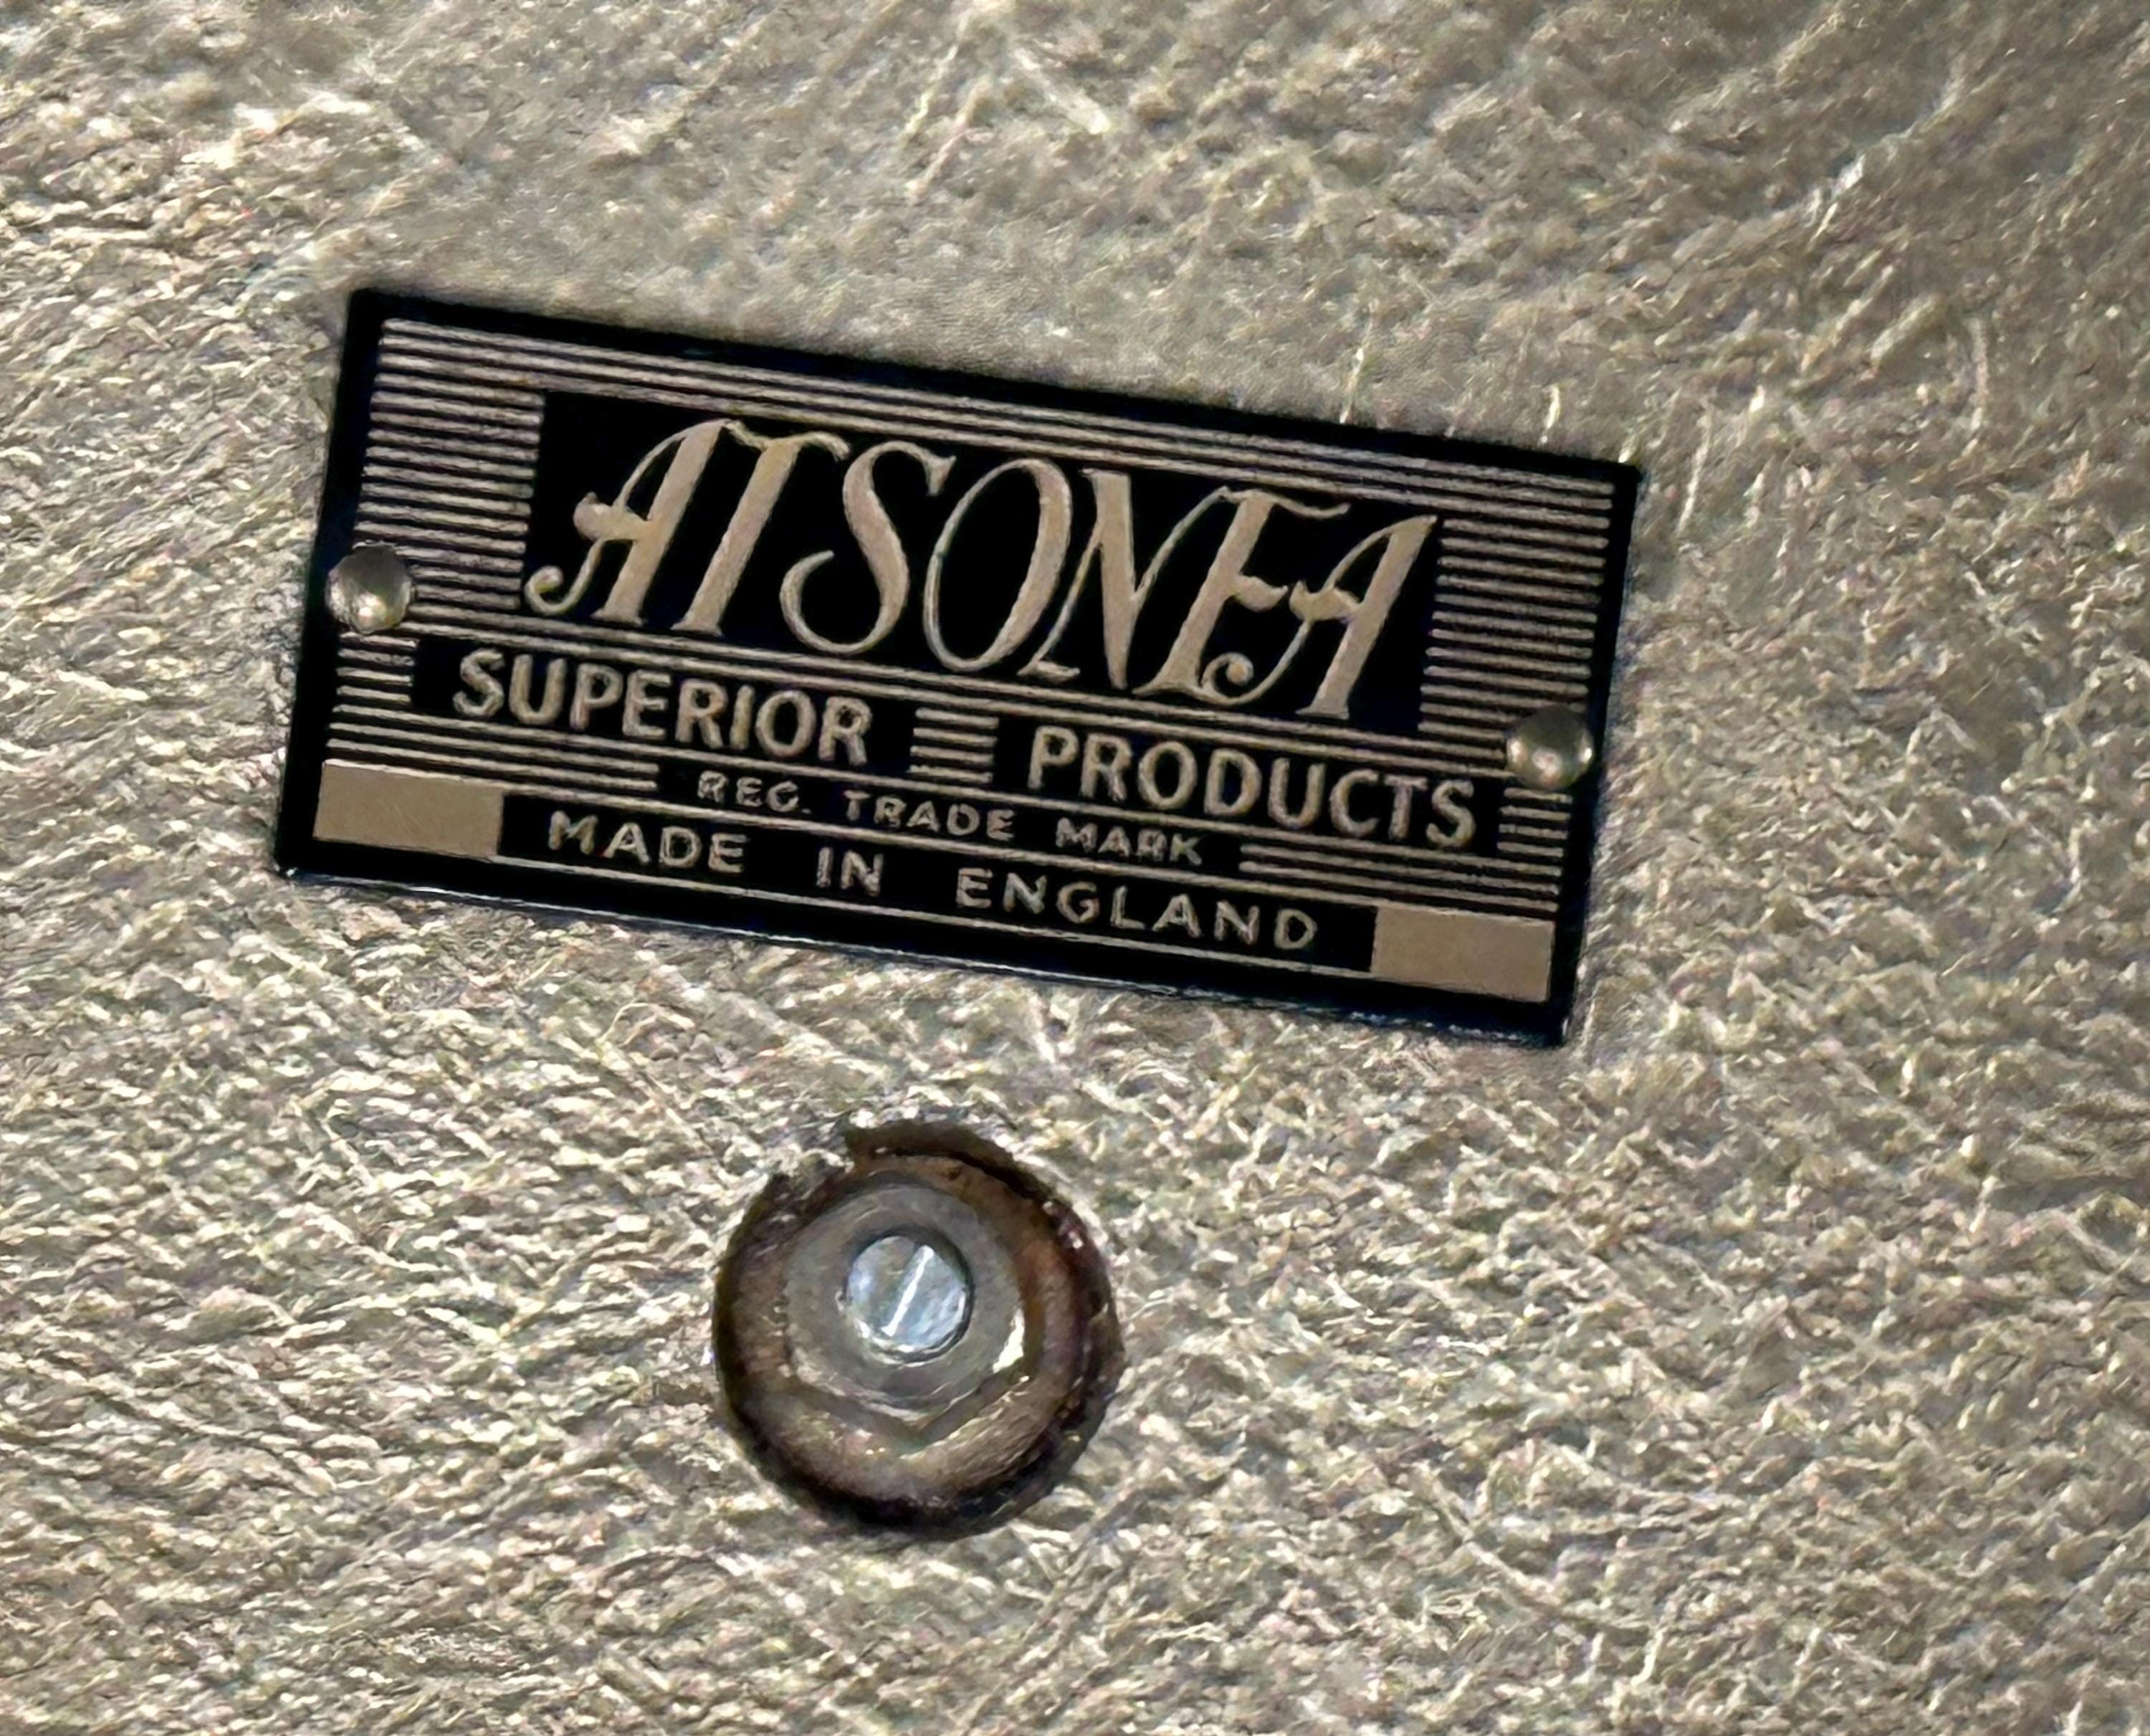 ATSONEA
SUPERIOR PRODUCTS
REG. TRADE MARK
MADE IN ENGLAND